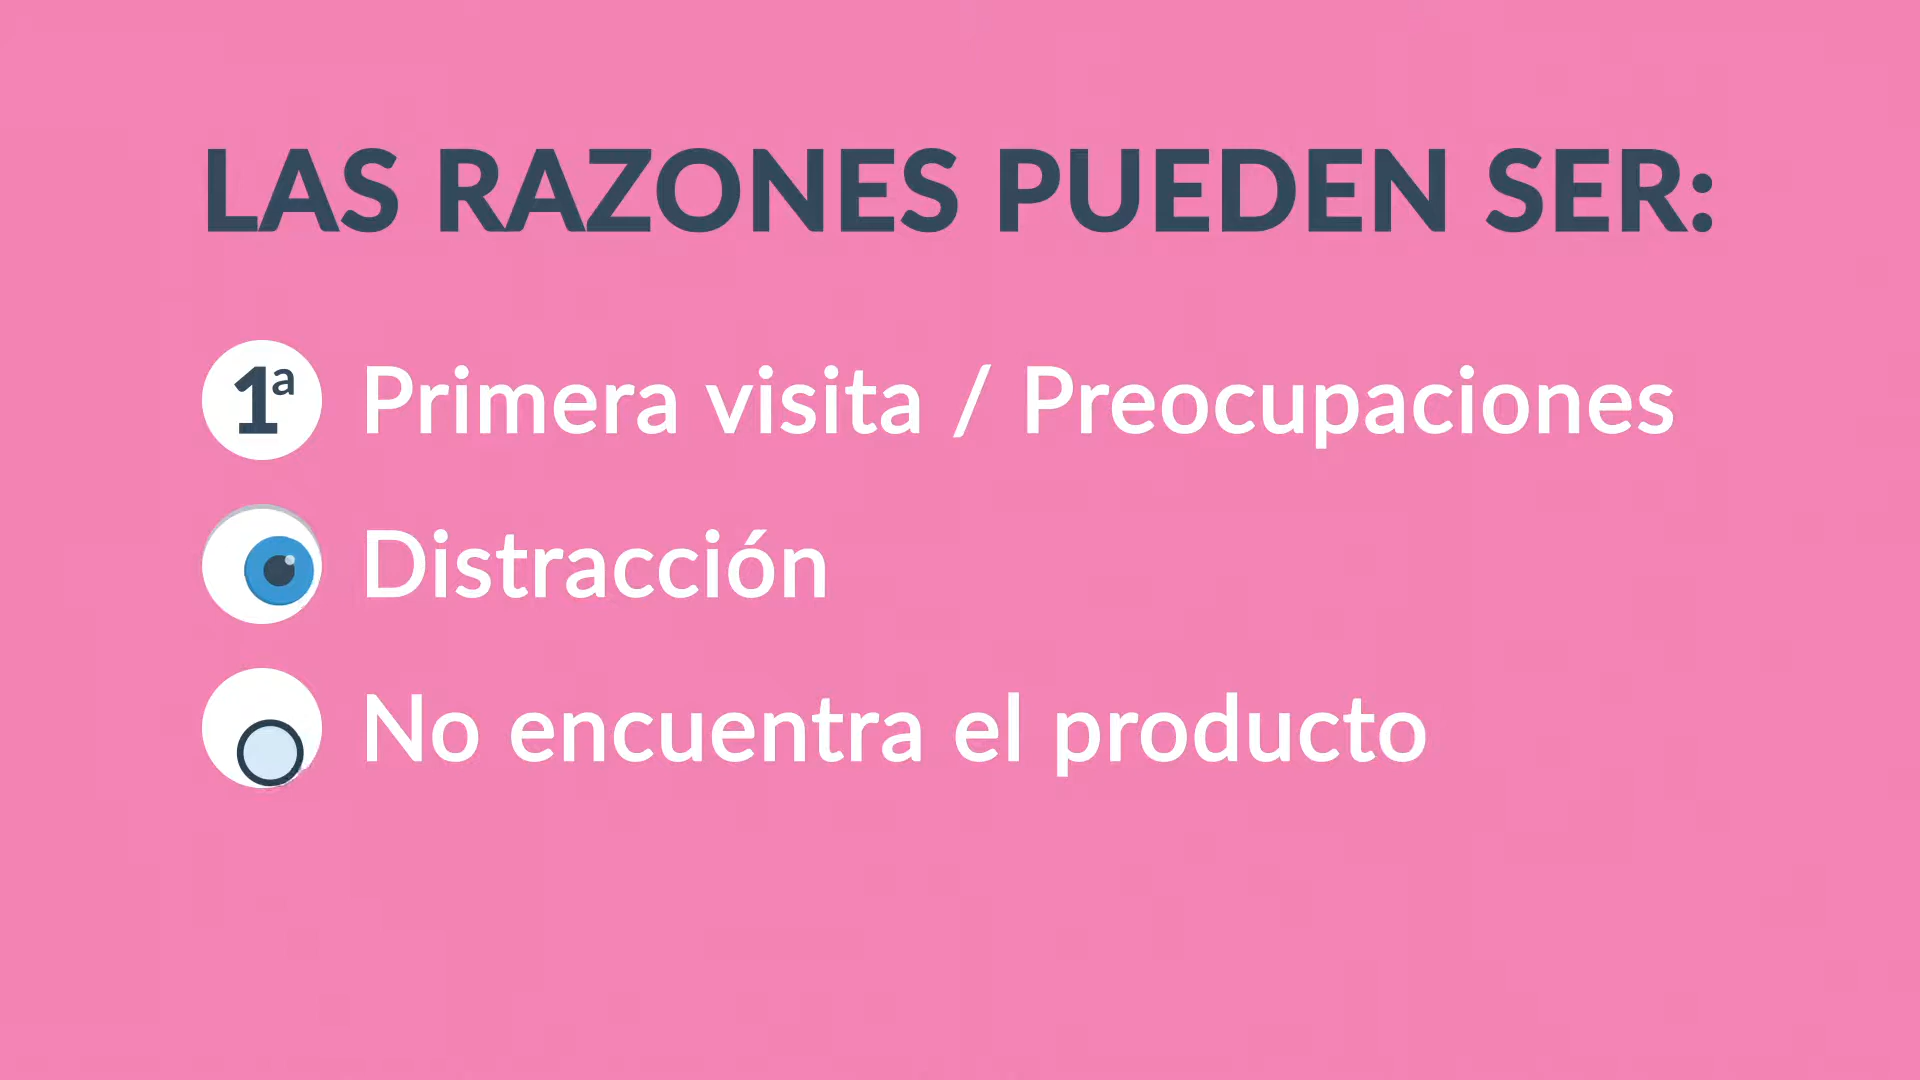 LAS RAZONES PUEDEN SER:
1ª Primera visita / Preocupaciones
Distracción
No encuentra el producto